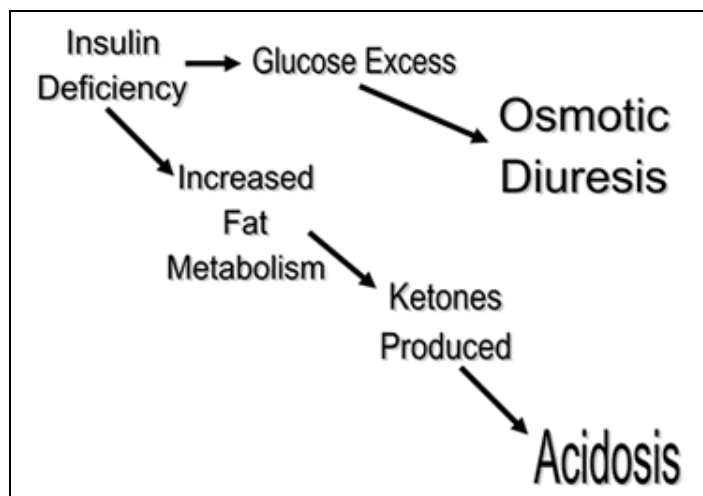 Insulin
Deficiency
Glucose Excess
Osmotic
Diuresis
Increased
Fat
Metabolism
Ketones
Produced
Acidosis